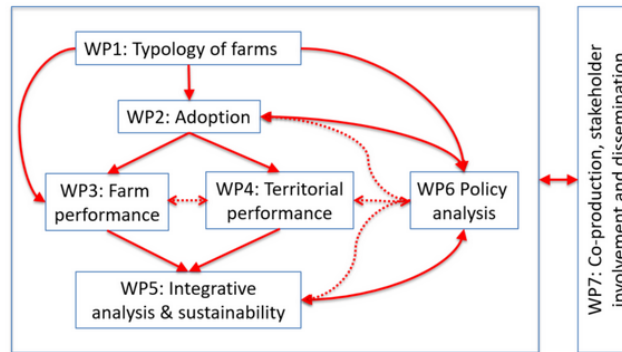 WP1: Typology of farms
WP2: Adoption
WP3: Farm
performance
WP4: Territorial
performance
WP6 Policy
analysis
WP5: Integrative
analysis & sustainability
WP7: Co-production, stakeholder
involvement and dissemination